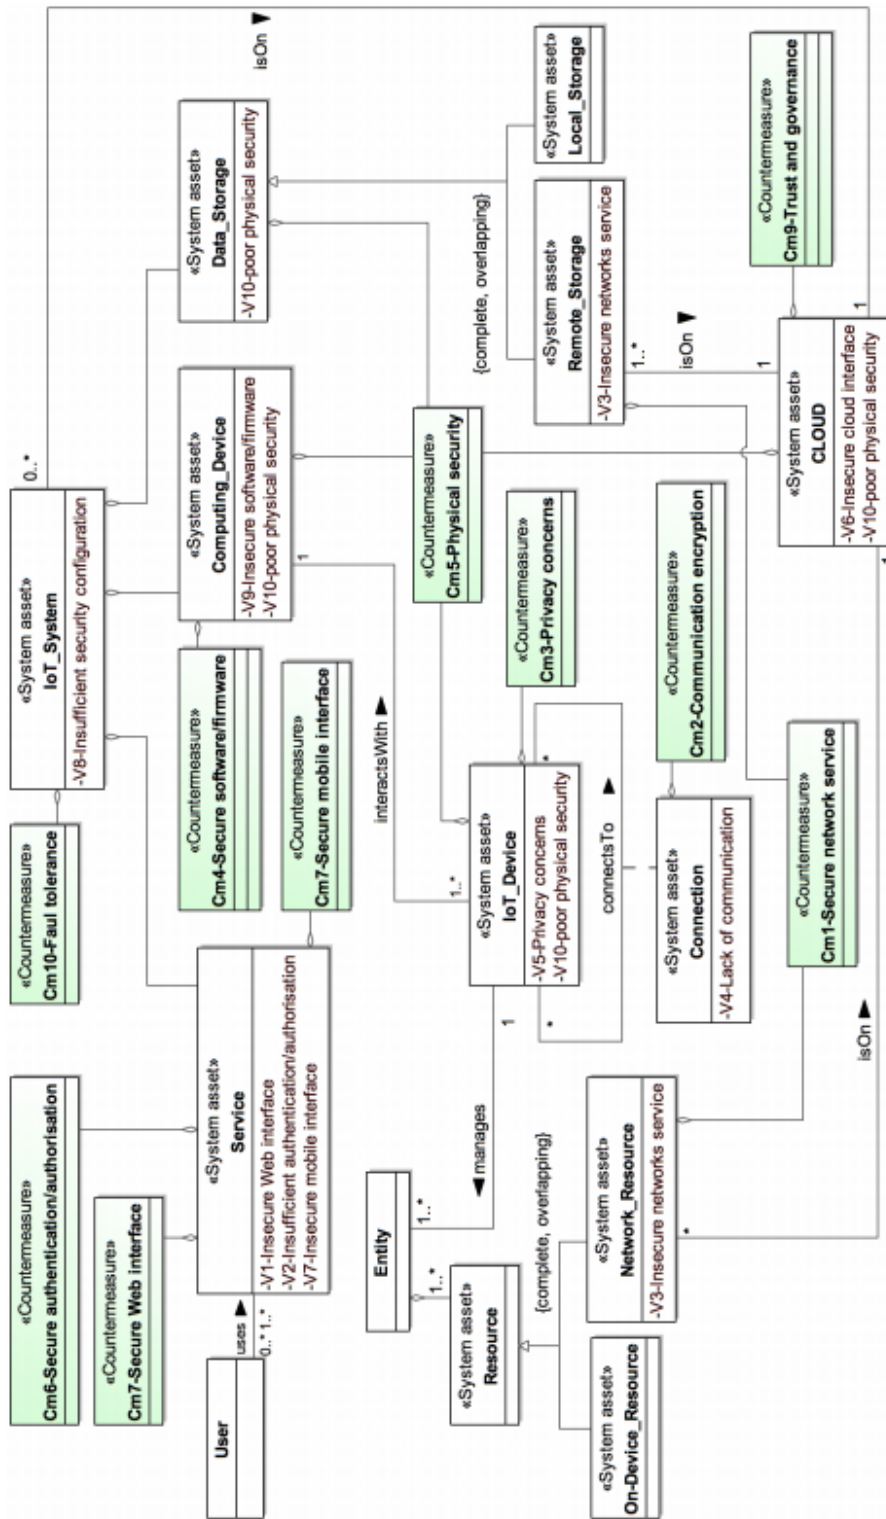 «Countermeasure»
Cm6-Secure authentication/authorisation
«Countermeasure»
Cm7-Secure Web interface
User
uses ▶
0..*
1..*
«Countermeasure»
Cm10-Faul tolerance
«System asset»
Service
-V1-Insecure Web interface
-V2-Insufficient authentication/authorisation
-V7-Insecure mobile interface
«System asset»
IoT_System
-V8-Insufficient security configuration
0..*
isOn ▶
«Countermeasure»
Cm4-Secure software/firmware
«Countermeasure»
Cm7-Secure mobile interface
«System asset»
Computing_Device
-V9-Insecure software/firmware
-V10-poor physical security
1
«System asset»
Data_Storage
-V10-poor physical security
Entity
1..*
1..*
◀ manages
1
interactsWith ▶
1..*
«Countermeasure»
Cm5-Physical security
{complete, overlapping}
«System asset»
Resource
{complete, overlapping}
«System asset»
IoT_Device
-V5-Privacy concerns
-V10-poor physical security
*
*
connectsTo ▶
«Countermeasure»
Cm3-Privacy concerns
«System asset»
Remote_Storage
-V3-Insecure networks service
«System asset»
Local_Storage
1..*
isOn ▶
1
«System asset»
On-Device_Resource
«System asset»
Network_Resource
-V3-Insecure networks service
*
«System asset»
Connection
-V4-Lack of communication
«Countermeasure»
Cm2-Communication encryption
«Countermeasure»
Cm1-Secure network service
«Countermeasure»
Cm9-Trust and governance
«System asset»
CLOUD
-V6-Insecure cloud interface
-V10-poor physical security
1
isOn ▶
1